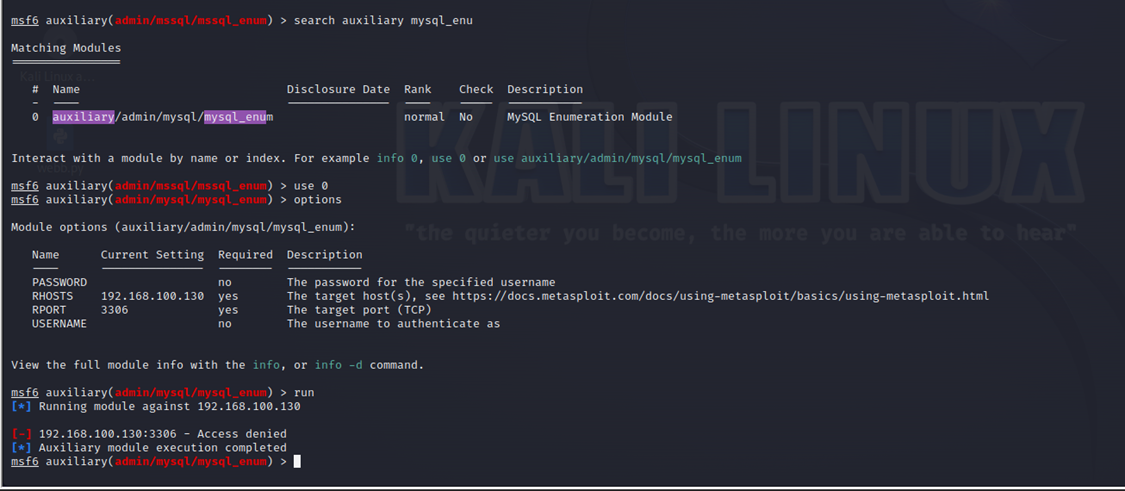 msf6 auxiliary(admin/mssql/mssql_enum) > search auxiliary mysql_enu
Matching Modules
================
# Name Disclosure Date Rank Check Description
- ---- --------------- ---- ----- -----------
0 auxiliary/admin/mysql/mysql_enum normal No MySQL Enumeration Module
Interact with a module by name or index. For example info 0, use 0 or use auxiliary/admin/mysql/mysql_enum
msf6 auxiliary(admin/mssql/mssql_enum) > use 0
msf6 auxiliary(admin/mysql/mysql_enum) > options
KALI LINUX
"the quieter you become, the more you are able to hear"
Module options (auxiliary/admin/mysql/mysql_enum):
Name Current Setting Required Description
---- --------------- -------- -----------
PASSWORD no The password for the specified username
RHOSTS 192.168.100.130 yes The target host(s), see https://docs.metasploit.com/docs/using-metasploit/basics/using-metasploit.html
RPORT 3306 yes The target port (TCP)
USERNAME no The username to authenticate as
View the full module info with the info, or info -d command.
msf6 auxiliary(admin/mysql/mysql_enum) > run
[*] Running module against 192.168.100.130
[-] 192.168.100.130:3306 - Access denied
[*] Auxiliary module execution completed
msf6 auxiliary(admin/mysql/mysql_enum) >